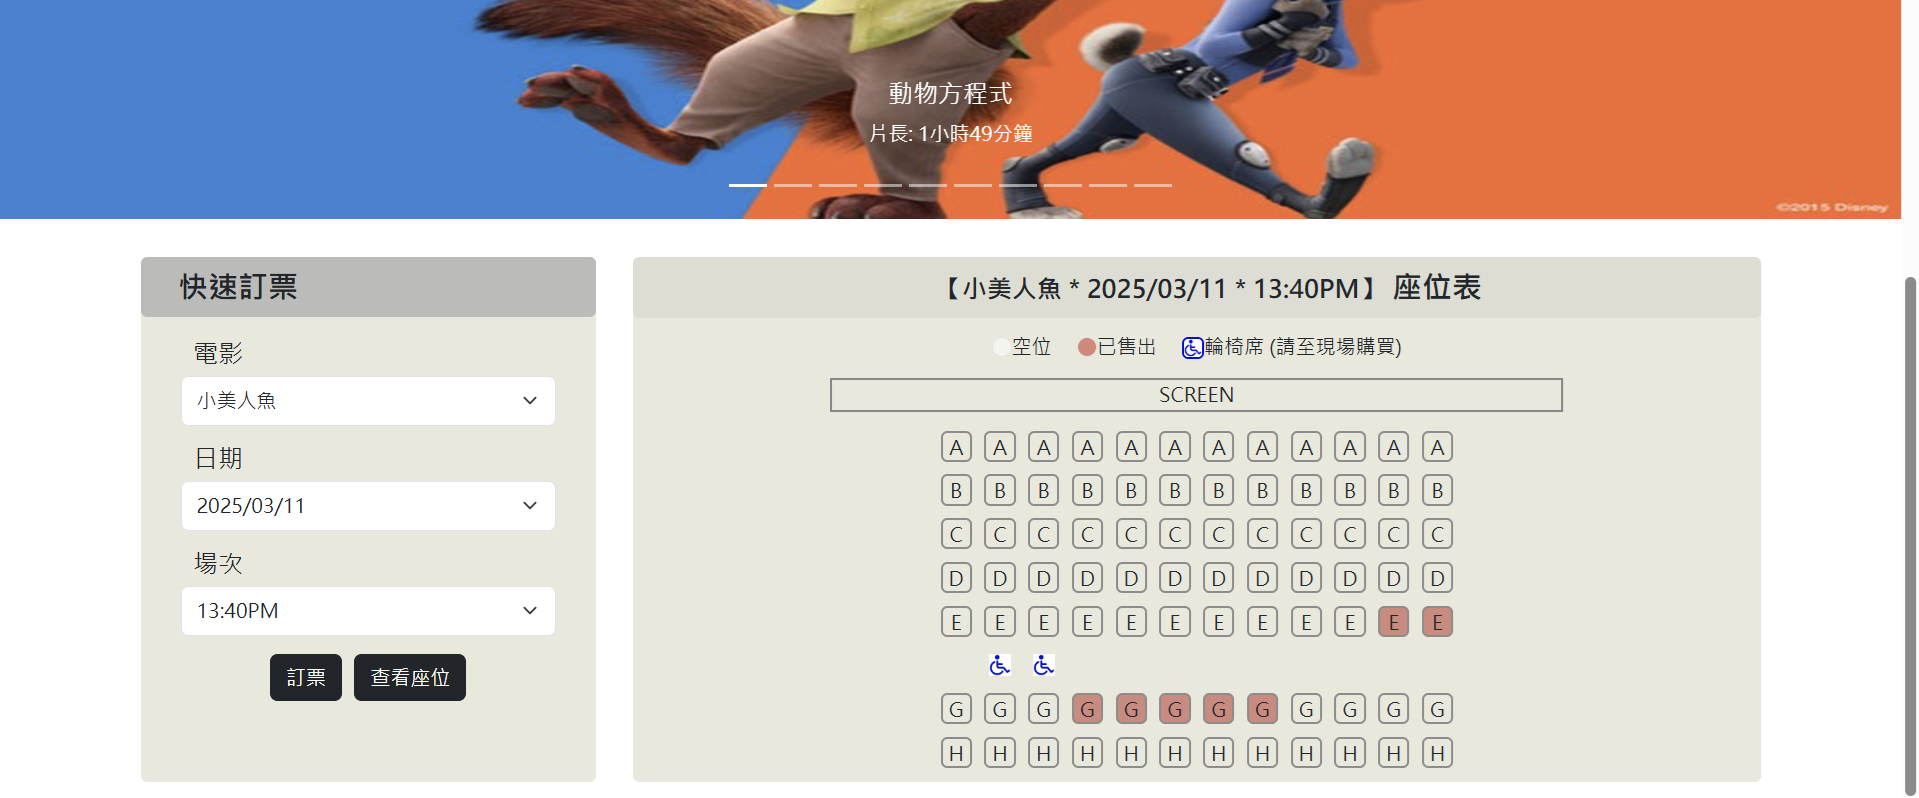 動物方程式
片長: 1小時49分鐘
©2015 Disney
快速訂票
電影
小美人魚
日期
2025/03/11
場次
13:40PM
訂票 查看座位
【小美人魚 * 2025/03/11 * 13:40PM】 座位表
空位 已售出 輪椅席 (請至現場購買)
SCREEN
A A A A A A A A A A A A
B B B B B B B B B B B B
C C C C C C C C C C C C
D D D D D D D D D D D D
E E E E E E E E E E E E
G G G G G G G G G G G G
H H H H H H H H H H H H